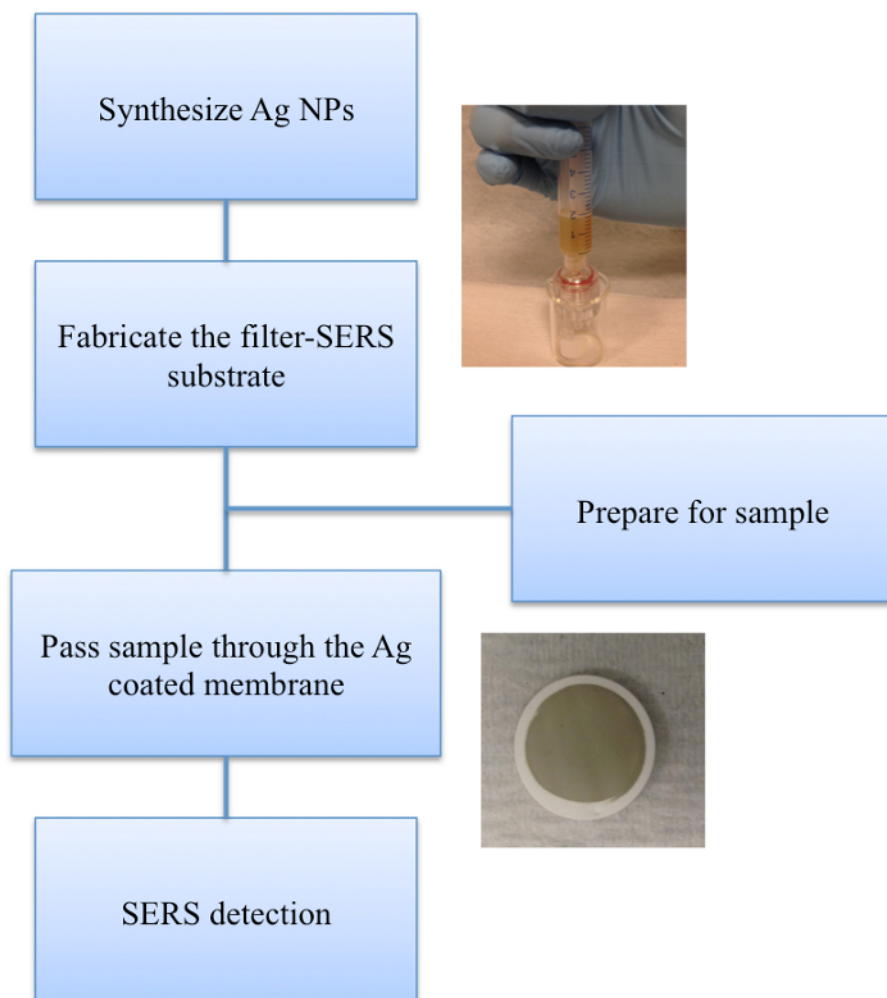 Synthesize Ag NPs
Fabricate the filter-SERS
substrate
Prepare for sample
Pass sample through the Ag
coated membrane
SERS detection